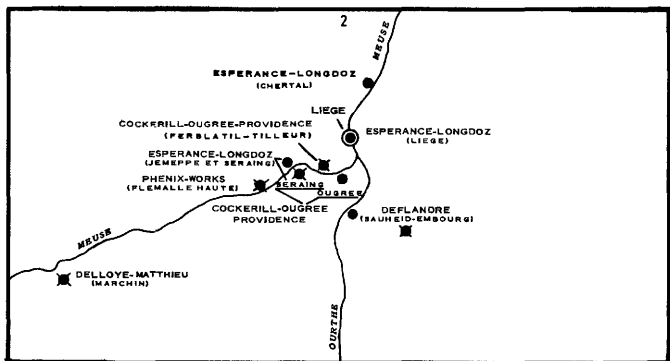 2
MEUSE
ESPERANCE-LONGDOZ
(CHERTAL)
LIEGE
COCKERILL-OUGREE-PROVIDENCE
(FERBLATIL-TILLEUR)
ESPERANCE-LONGDOZ
(LIEGE)
ESPERANCE-LONGDOZ
(JEMEPPE ET SERAING)
PHENIX-WORKS
(FLEMALLE HAUTE)
SERAING
OUGREE
COCKERILL-OUGREE
PROVIDENCE
DEFLANDRE
(SAUHEID-EMBOURG)
MEUSE
DELLOYE-MATTHIEU
(MARCHIN)
OURTHE